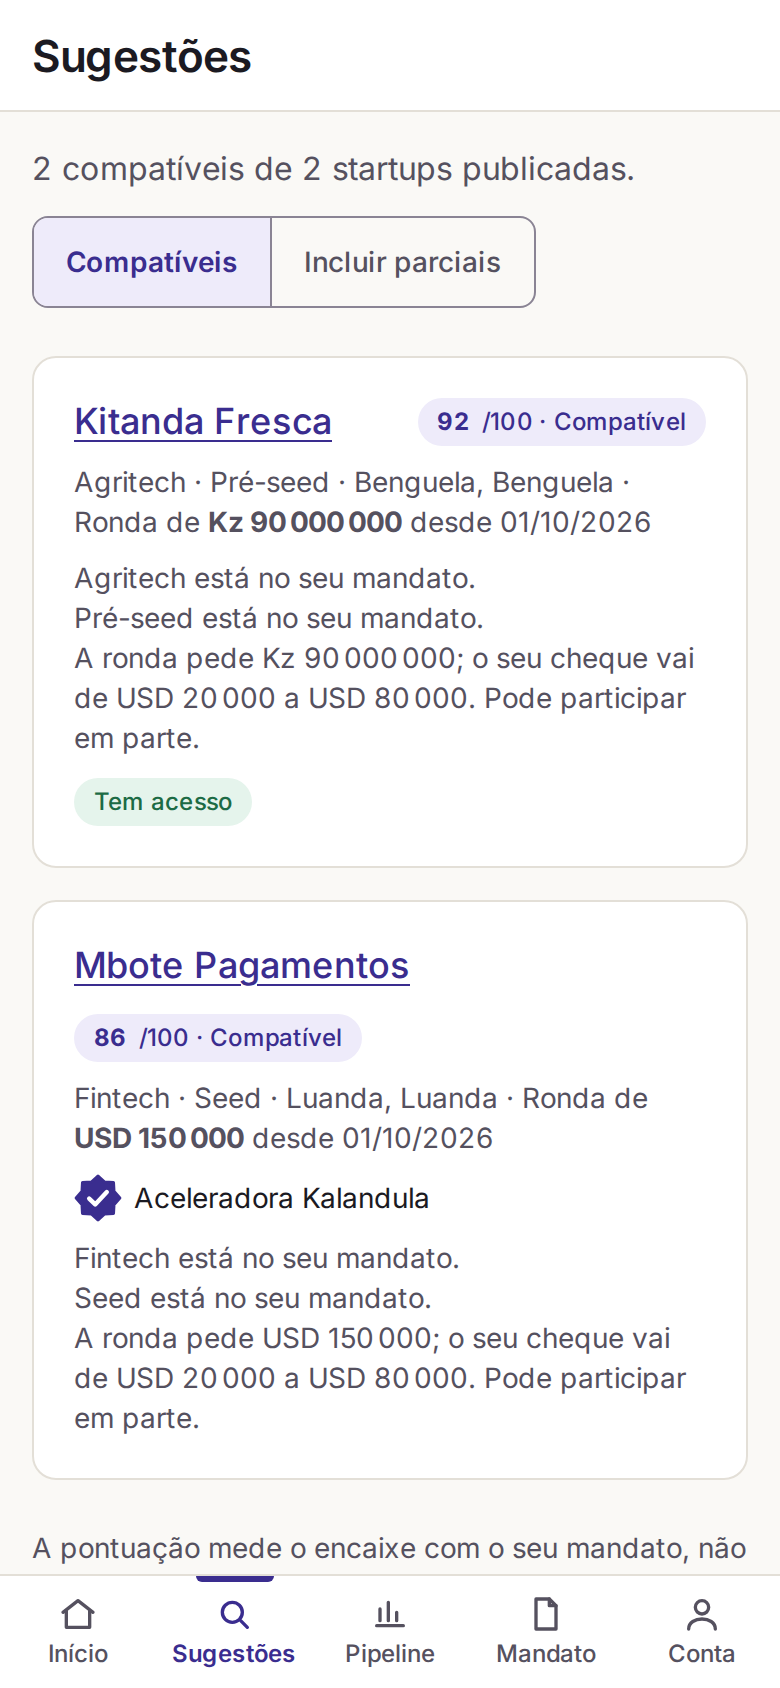 Sugestões
2 compatíveis de 2 startups publicadas.
Compatíveis
Incluir parciais
Kitanda Fresca
92 /100 · Compatível
Agritech · Pré-seed · Benguela, Benguela ·
Ronda de Kz 90 000 000 desde 01/10/2026
Agritech está no seu mandato.
Pré-seed está no seu mandato.
A ronda pede Kz 90 000 000; o seu cheque vai
de USD 20 000 a USD 80 000. Pode participar
em parte.
Tem acesso
Mbote Pagamentos
86 /100 · Compatível
Fintech · Seed · Luanda, Luanda · Ronda de
USD 150 000 desde 01/10/2026
Aceleradora Kalandula
Fintech está no seu mandato.
Seed está no seu mandato.
A ronda pede USD 150 000; o seu cheque vai
de USD 20 000 a USD 80 000. Pode participar
em parte.
A pontuação mede o encaixe com o seu mandato, não
Início
Sugestões
Pipeline
Mandato
Conta